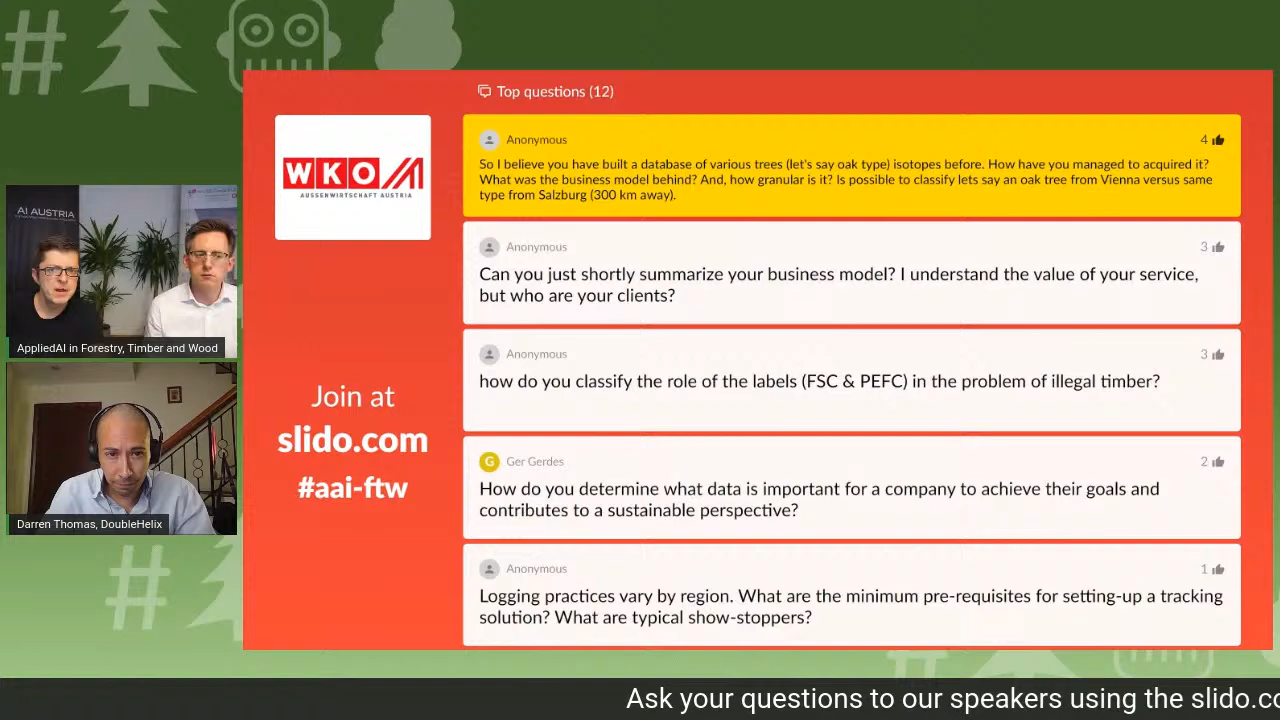 Top questions (12)
WKO
AUSSENWIRTSCHAFT AUSTRIA
Join at
slido.com
#aai-ftw
Anonymous
4
So I believe you have built a database of various trees (let's say oak type) isotopes before. How have you managed to acquired it?
What was the business model behind? And, how granular is it? Is possible to classify lets say an oak tree from Vienna versus same
type from Salzburg (300 km away).
Anonymous
3
Can you just shortly summarize your business model? I understand the value of your service,
but who are your clients?
Anonymous
3
how do you classify the role of the labels (FSC & PEFC) in the problem of illegal timber?
G
Ger Gerdes
2
How do you determine what data is important for a company to achieve their goals and
contributes to a sustainable perspective?
Anonymous
1
Logging practices vary by region. What are the minimum pre-requisites for setting-up a tracking
solution? What are typical show-stoppers?
AI AUSTRIA
AppliedAI in Forestry, Timber and Wood
Darren Thomas, DoubleHelix
Ask your questions to our speakers using the slido.co